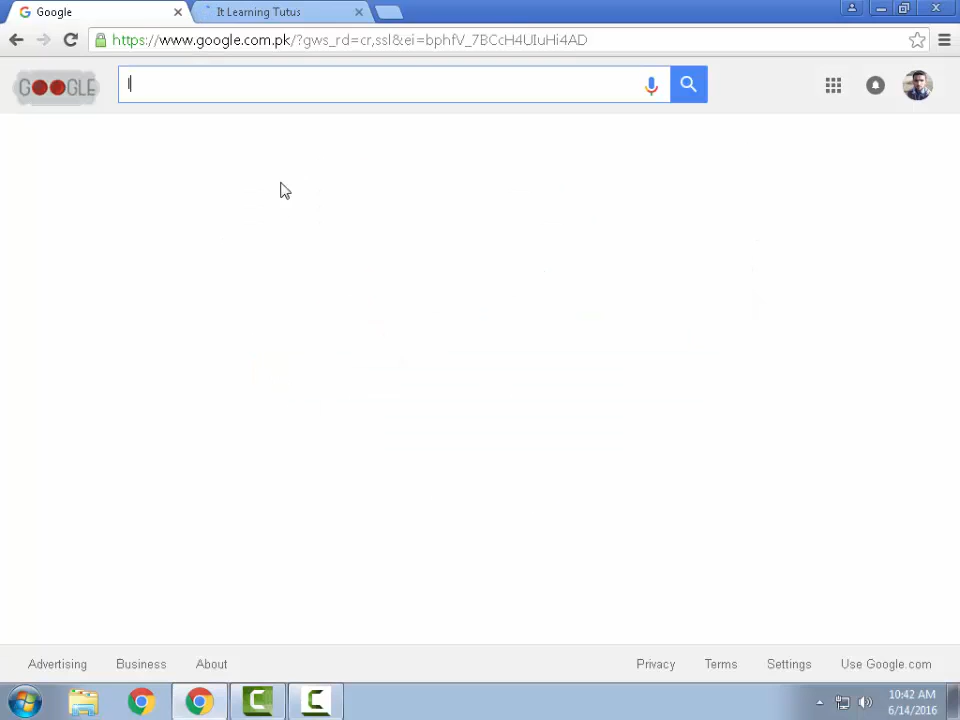 Google
It Learning Tutus
https://www.google.com.pk/?gws_rd=cr,ssl&ei=bphfV_7BCcH4UIuHi4AD
GOOGLE
Advertising
Business
About
Privacy
Terms
Settings
Use Google.com
10:42 AM
6/14/2016